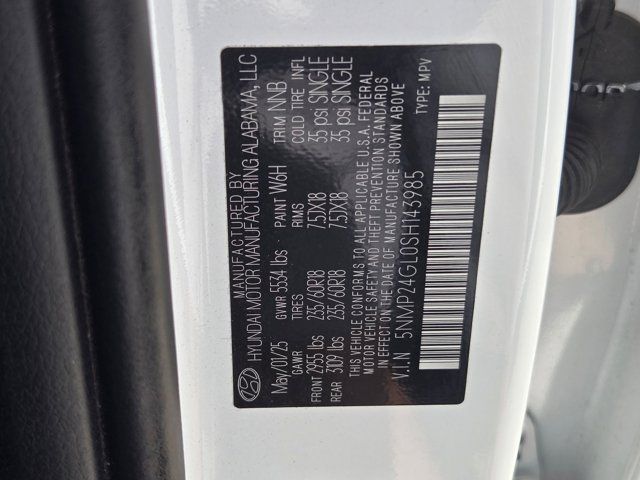 MANUFACTURED BY
HYUNDAI MOTOR MANUFACTURING ALABAMA, LLC
May/01/25 GVWR 5534 lbs PAINT W6H TRIM NNB
GAWR TIRES RIMS COLD TIRE INFL
FRONT 2955 lbs 235/60R18 7.5JX18 35 psi SINGLE
REAR 3109 lbs 235/60R18 7.5JX18 35 psi SINGLE
THIS VEHICLE CONFORMS TO ALL APPLICABLE U.S.A. FEDERAL
MOTOR VEHICLE SAFETY AND THEFT PREVENTION STANDARDS
IN EFFECT ON THE DATE OF MANUFACTURE SHOWN ABOVE
V.I.N 5NMP24GL0SH143985 TYPE: MPV